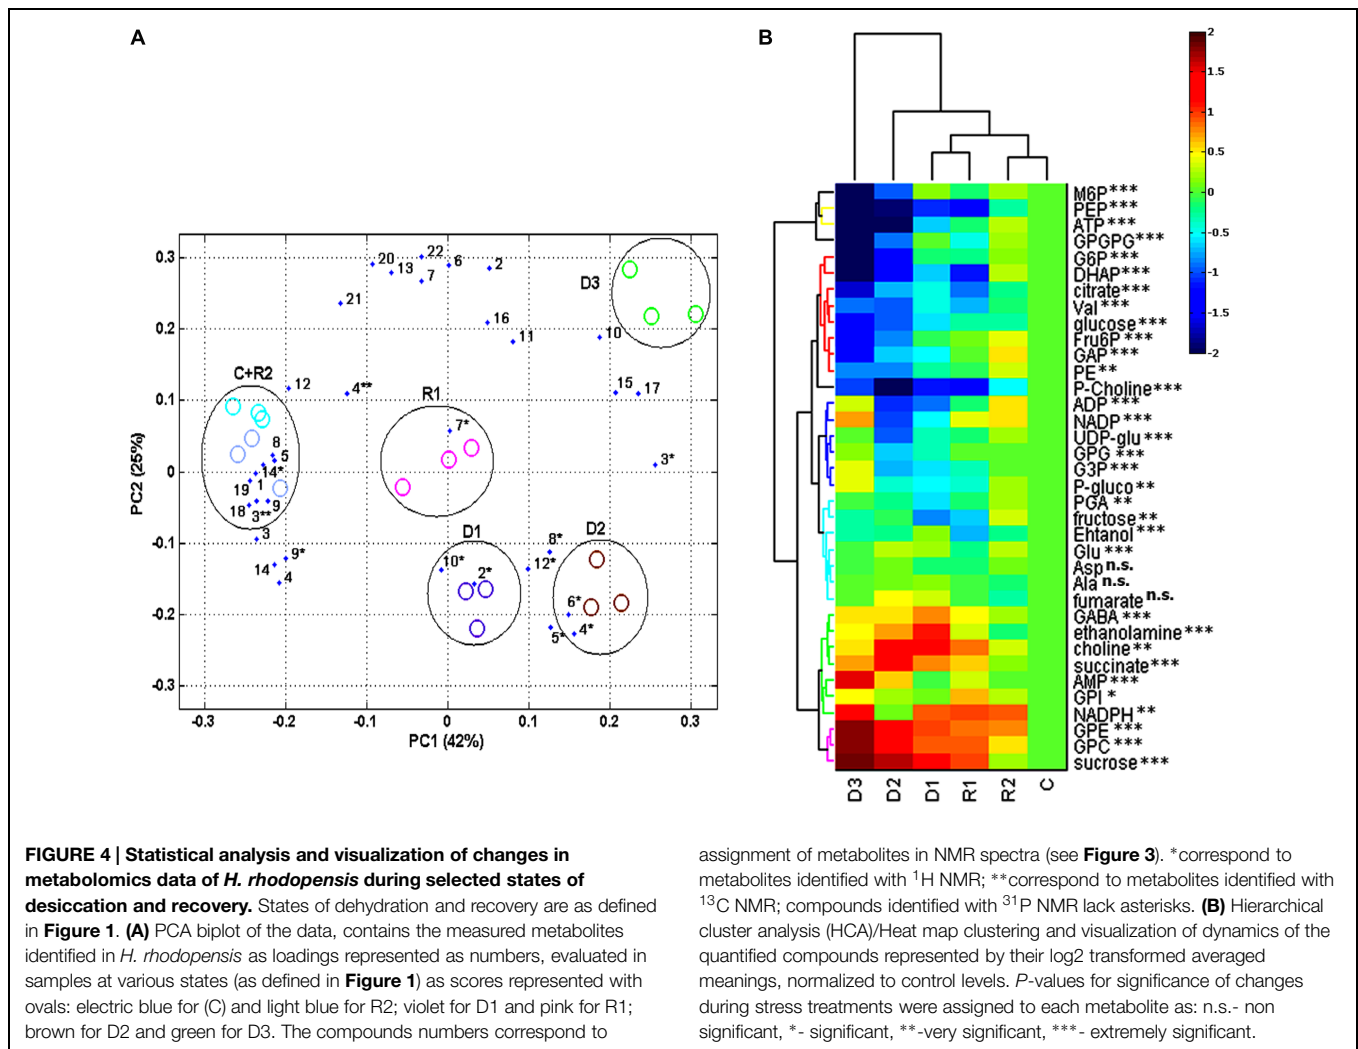 A
0.3
0.2
0.1
0
-0.1
-0.2
-0.3
PC2 (25%)
-0.3
-0.2
-0.1
0
0.1
0.2
0.3
PC1 (42%)
20
13
22
7
6
2
21
16
11
10
D3
C+R2
12
4**
R1
7*
15
17
3*
8
5
14*
19
1
18
9
3**
3
9*
14
4
D1
10*
2*
8*
12*
D2
6*
5*
4*
B
2
1.5
1
0.5
0
-0.5
-1
-1.5
-2
M6P***
PEP***
ATP***
GPGPG***
G6P***
DHAP***
citrate***
Val***
glucose***
Fru6P***
GAP***
PE**
P-Choline***
ADP***
NADP***
UDP-glu***
GPG***
G3P***
P-gluco**
PGA**
fructose**
Ehtanol***
Glu***
Asp n.s.
Ala n.s.
fumarate n.s.
GABA***
ethanolamine***
choline**
succinate***
AMP***
GPI*
NADPH**
GPE***
GPC***
sucrose***
D3
D2
D1
R1
R2
C
FIGURE 4 | Statistical analysis and visualization of changes in
metabolomics data of H. rhodopensis during selected states of
desiccation and recovery. States of dehydration and recovery are as defined
in Figure 1. (A) PCA biplot of the data, contains the measured metabolites
identified in H. rhodopensis as loadings represented as numbers, evaluated in
samples at various states (as defined in Figure 1) as scores represented with
ovals: electric blue for (C) and light blue for R2; violet for D1 and pink for R1;
brown for D2 and green for D3. The compounds numbers correspond to
assignment of metabolites in NMR spectra (see Figure 3). *correspond to
metabolites identified with 1H NMR; **correspond to metabolites identified with
13C NMR; compounds identified with 31P NMR lack asterisks. (B) Hierarchical
cluster analysis (HCA)/Heat map clustering and visualization of dynamics of the
quantified compounds represented by their log2 transformed averaged
meanings, normalized to control levels. P-values for significance of changes
during stress treatments were assigned to each metabolite as: n.s.- non
significant, *- significant, **-very significant, ***- extremely significant.